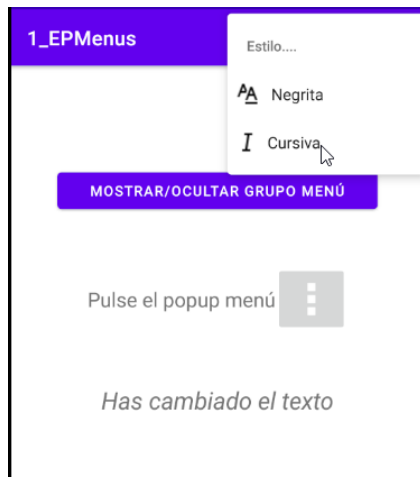 1_EPMenus
Estilo....
Negrita
Cursiva
MOSTRAR/OCULTAR GRUPO MENÚ
Pulse el popup menú
Has cambiado el texto